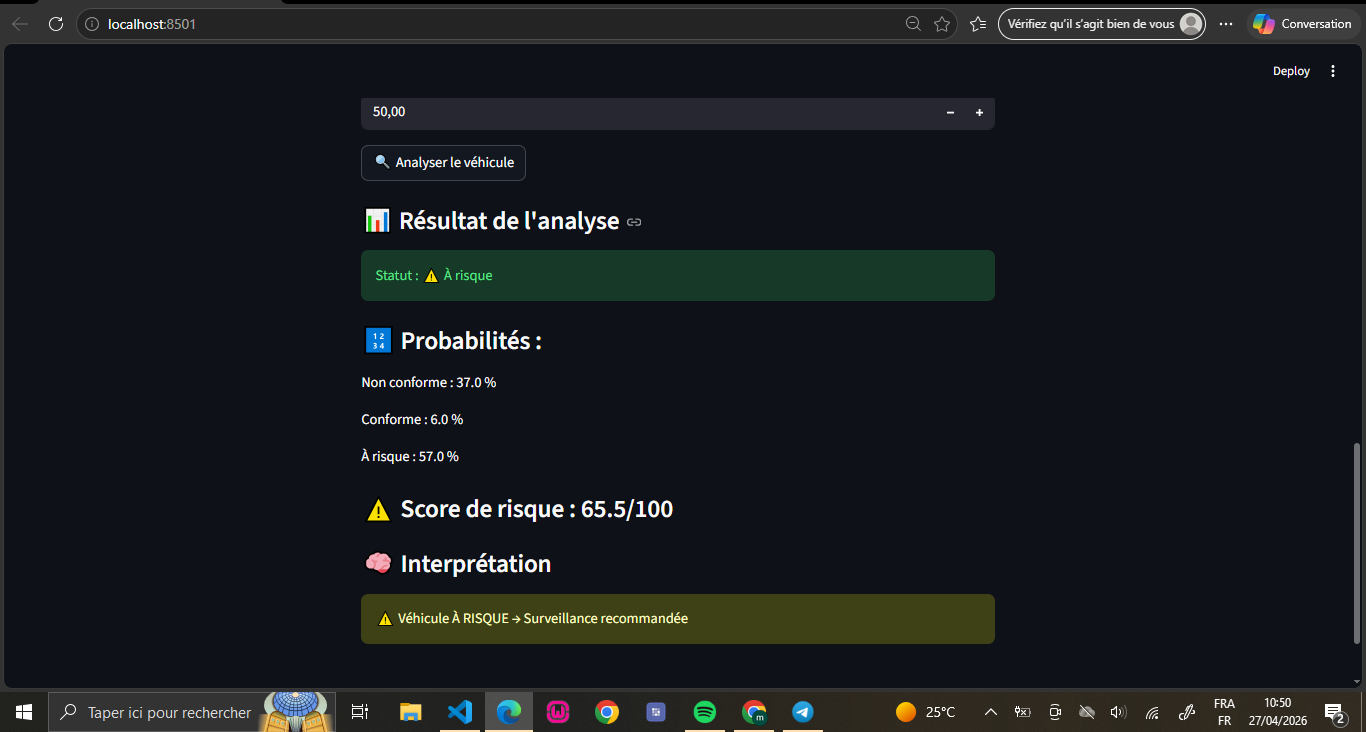 localhost:8501
Vérifiez qu'il s'agit bien de vous
Conversation
Deploy
50,00
Analyser le véhicule
Résultat de l'analyse
Statut : ⚠️ À risque
🔢 Probabilités :
Non conforme : 37.0 %
Conforme : 6.0 %
À risque : 57.0 %
⚠️ Score de risque : 65.5/100
Interprétation
⚠️ Véhicule À RISQUE → Surveillance recommandée
Taper ici pour rechercher
m
25°C
FRA
FR
10:50
27/04/2026
2